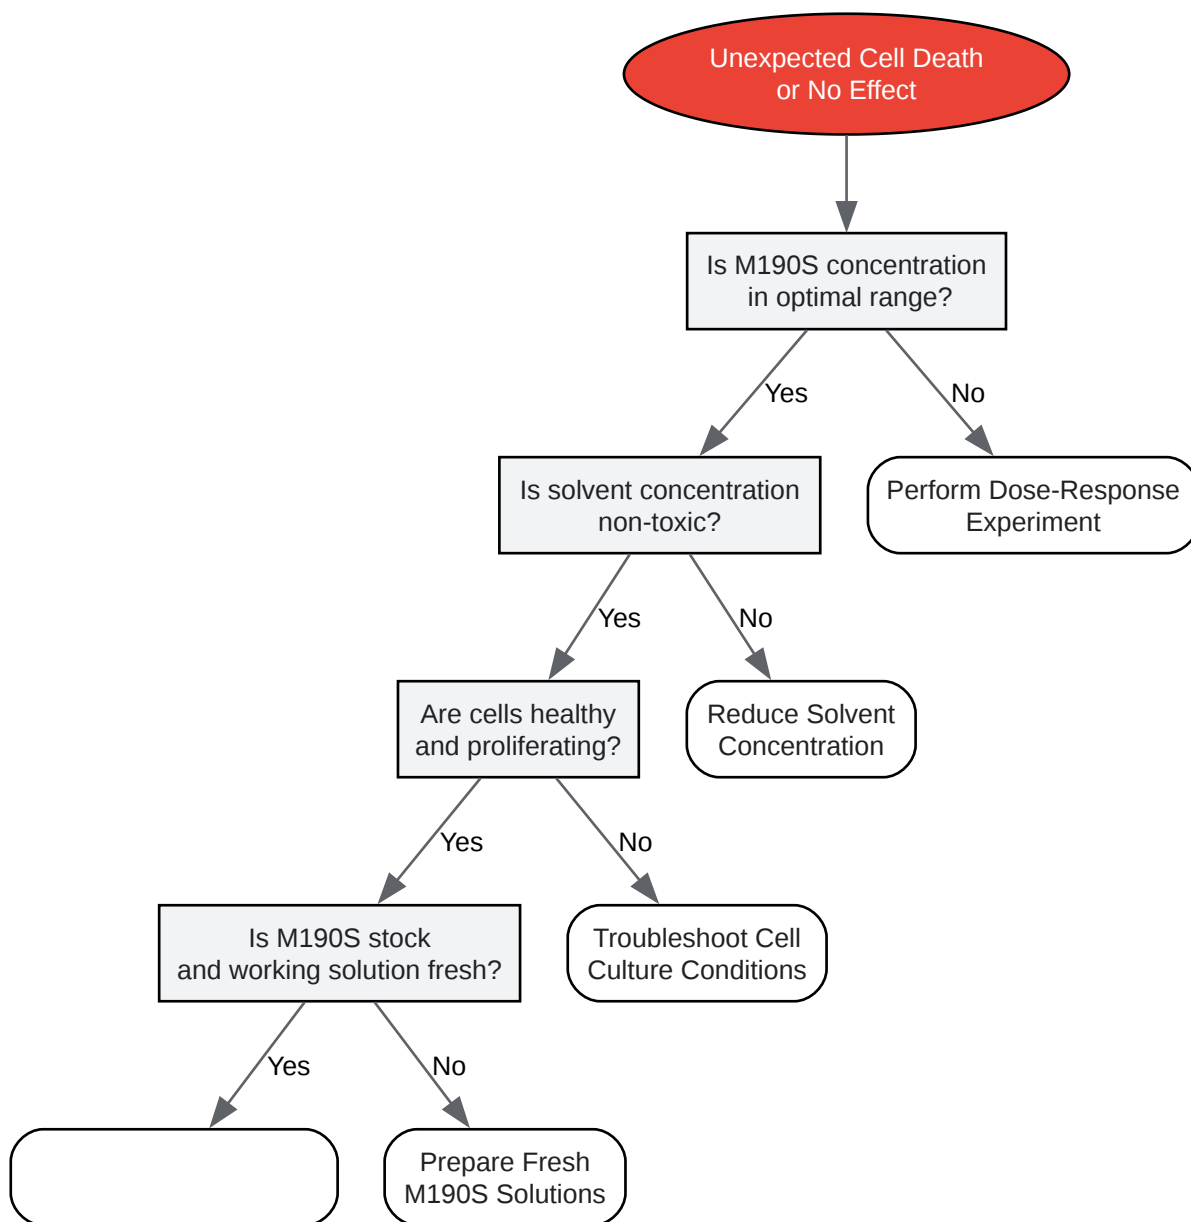 Unexpected Cell Death
or No Effect
Is M190S concentration
in optimal range?
Yes
No
Is solvent concentration
non-toxic?
Perform Dose-Response
Experiment
Yes
No
Are cells healthy
and proliferating?
Reduce Solvent
Concentration
Yes
No
Is M190S stock
and working solution fresh?
Troubleshoot Cell
Culture Conditions
Yes
No
Prepare Fresh
M190S Solutions